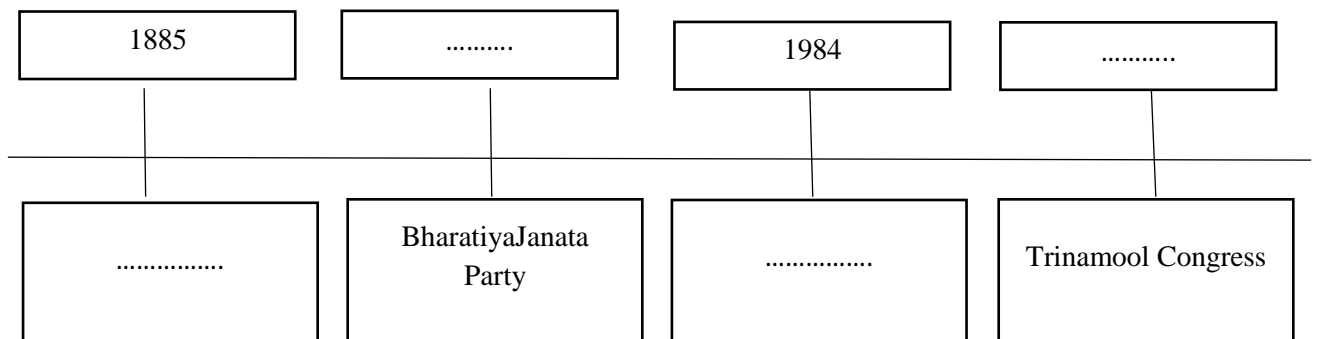 1885
..........
1984
...........
................
BharatiyaJanata
Party
................
Trinamool Congress